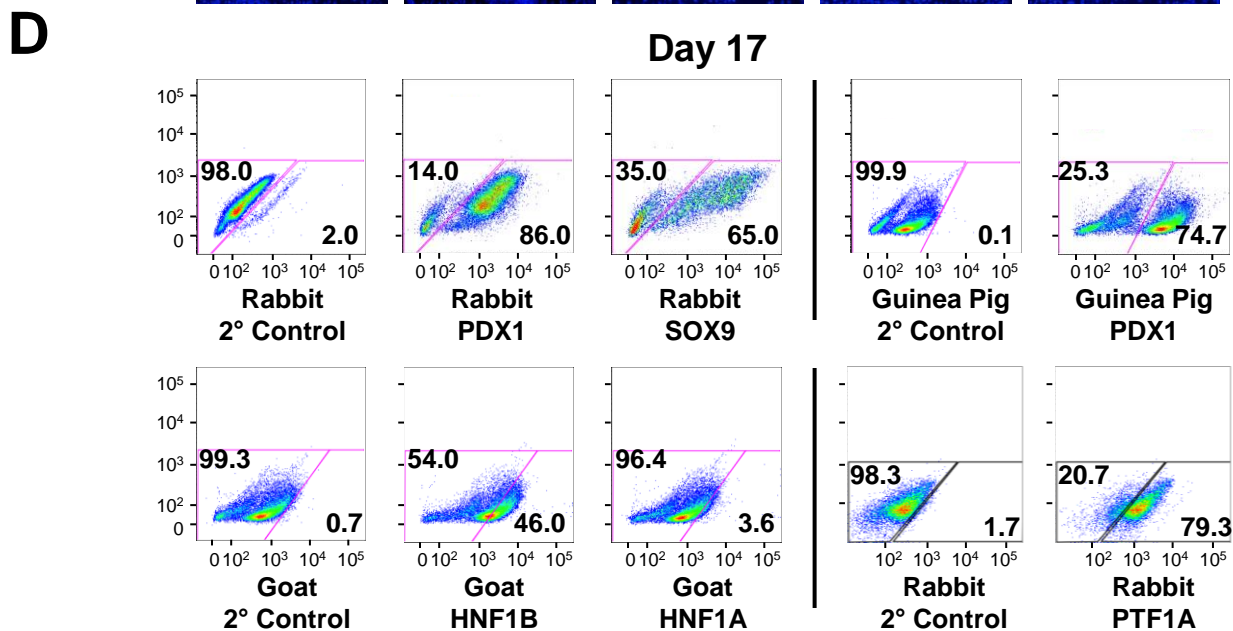 D
Day 17
10⁵
10⁴
10³
10²
0
98.0
2.0
0 10² 10³ 10⁴ 10⁵
Rabbit
2° Control
14.0
86.0
0 10² 10³ 10⁴ 10⁵
Rabbit
PDX1
35.0
65.0
0 10² 10³ 10⁴ 10⁵
Rabbit
SOX9
99.9
0.1
0 10² 10³ 10⁴ 10⁵
Guinea Pig
2° Control
25.3
74.7
0 10² 10³ 10⁴ 10⁵
Guinea Pig
PDX1
10⁵
10⁴
10³
10²
0
99.3
0.7
0 10² 10³ 10⁴ 10⁵
Goat
2° Control
54.0
46.0
0 10² 10³ 10⁴ 10⁵
Goat
HNF1B
96.4
3.6
0 10² 10³ 10⁴ 10⁵
Goat
HNF1A
98.3
1.7
10² 10³ 10⁴ 10⁵
Rabbit
2° Control
20.7
79.3
10² 10³ 10⁴ 10⁵
Rabbit
PTF1A